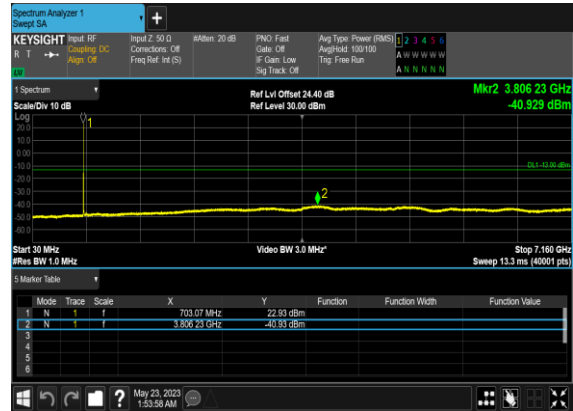 Spectrum Analyzer 1
Swept SA
+
KEYSIGHT Input: RF Input Z: 50 Ω #Atten: 20 dB PNO: Fast Avg Type: Power (RMS) 1 2 3 4 5 6
R T Coupling: DC Corrections: Off Gate: Off Avg|Hold: 100/100 A W W W W W
Align: Off Freq Ref: Int (S) IF Gain: Low Trig: Free Run
LW Sig Track: Off A N N N N N
1 Spectrum Ref Lvl Offset 24.40 dB Mkr2 3.806 23 GHz
Scale/Div 10 dB Ref Level 30.00 dBm -40.929 dBm
Log
1
20.0
10.0
0.00
-10.0
DL1 -13.00 dBm
-20.0
-30.0
2
-40.0
-50.0
-60.0
Start 30 MHz Video BW 3.0 MHz* Stop 7.160 GHz
#Res BW 1.0 MHz Sweep 13.3 ms (40001 pts)
5 Marker Table
Mode Trace Scale X Y Function Function Width Function Value
1 N 1 f 703.07 MHz 22.93 dBm
2 N 1 f 3.806 23 GHz -40.93 dBm
3
4
5
6
? May 23, 2023
1:53:58 AM